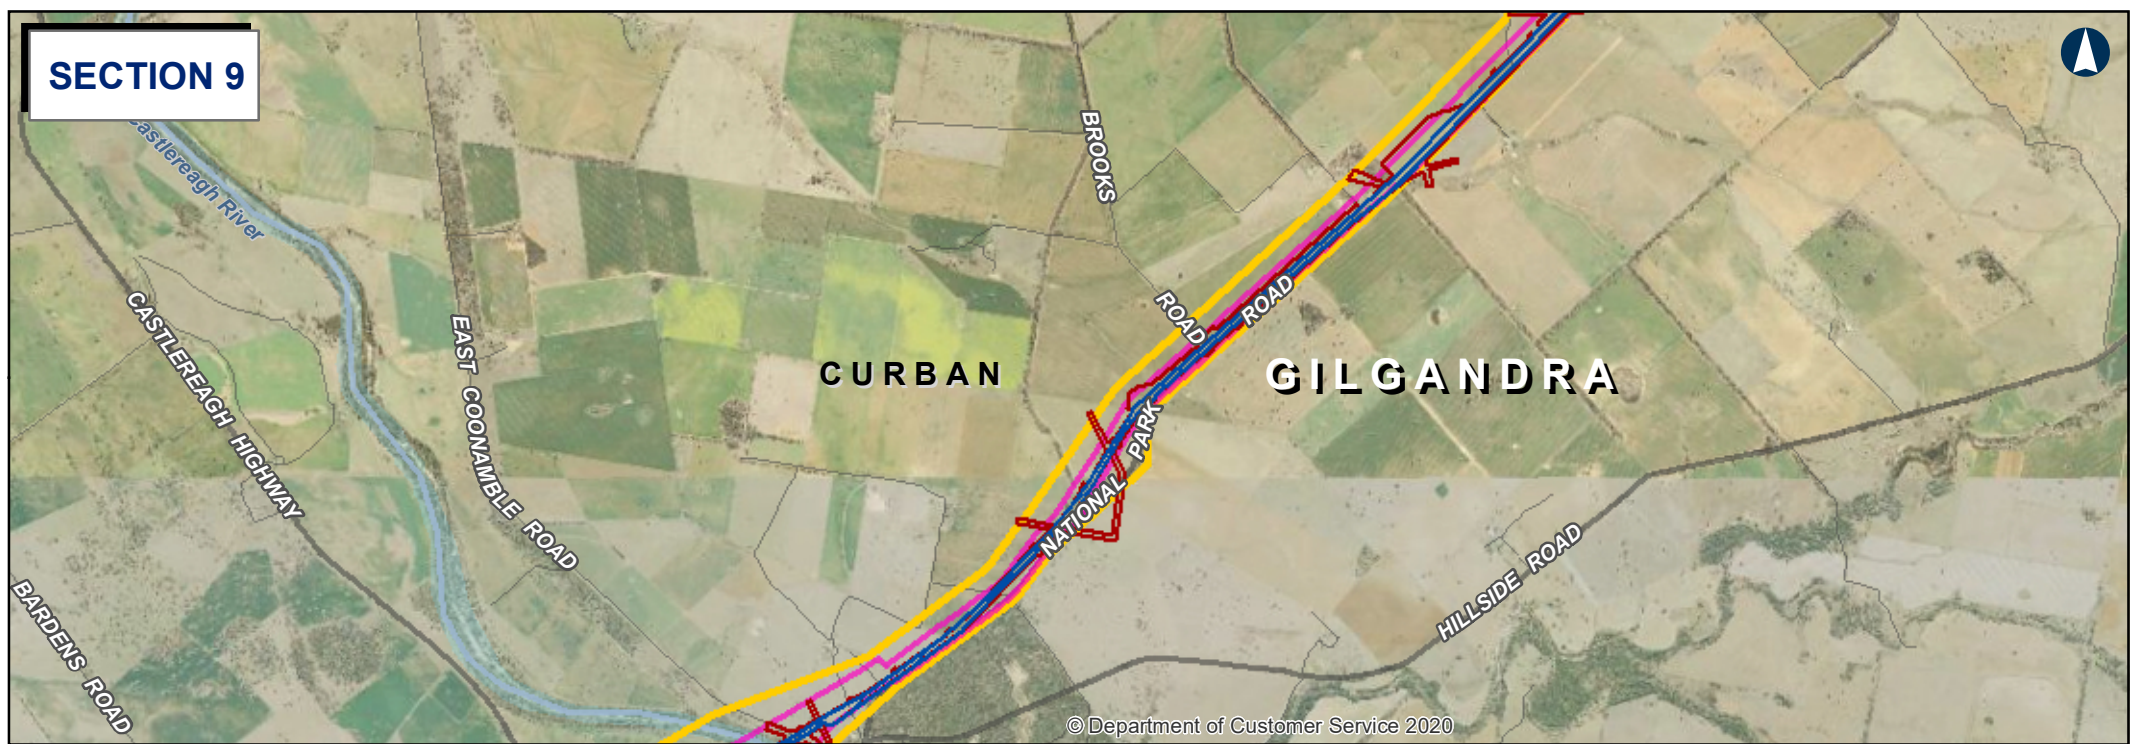 SECTION 9
Castlereagh River
BROOKS
ROAD
ROAD
CASTLEREAGH HIGHWAY
EAST COONAMBLE ROAD
CURBAN
GILGANDRA
PARK
NATIONAL
HILLSIDE ROAD
BARDENS ROAD
© Department of Customer Service 2020